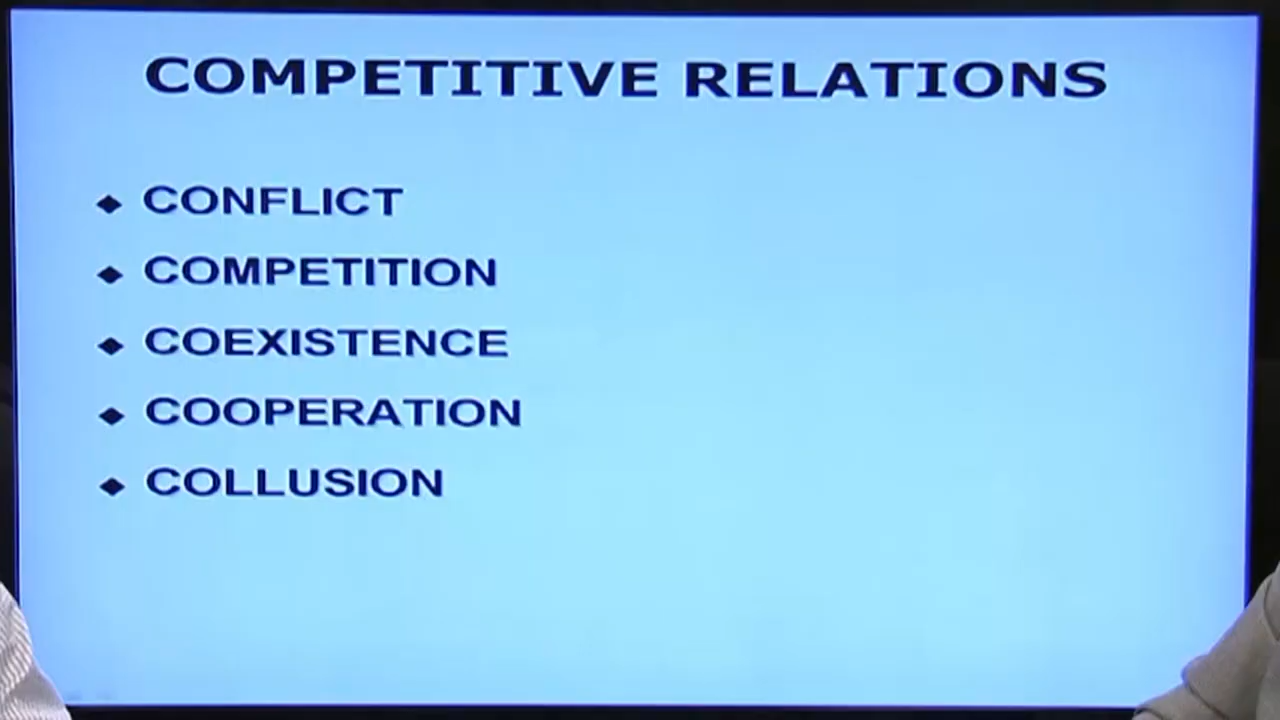 COMPETITIVE RELATIONS
CONFLICT
COMPETITION
COEXISTENCE
COOPERATION
COLLUSION